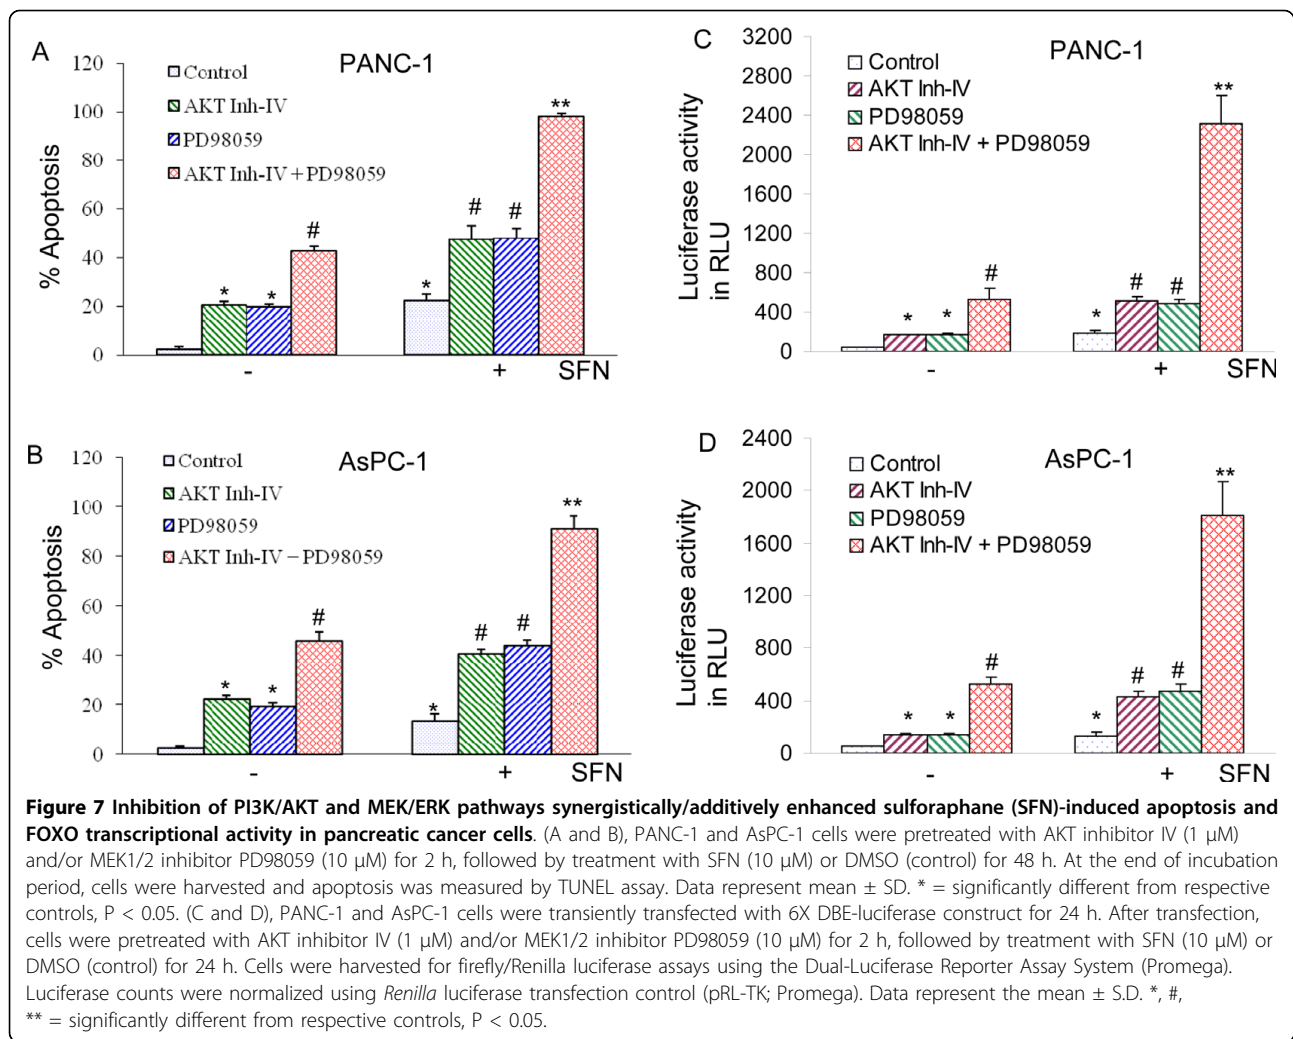 A
PANC-1
% Apoptosis
120
100
80
60
40
20
0
Control
AKT Inh-IV
PD98059
AKT Inh-IV+PD98059
*
*
#
*
#
#
**
-
+
SFN
C
PANC-1
Luciferase activity
in RLU
3200
2800
2400
2000
1600
1200
800
400
0
Control
AKT Inh-IV
PD98059
AKT Inh-IV + PD98059
*
*
#
*
#
#
**
-
+
SFN
B
AsPC-1
% Apoptosis
120
100
80
60
40
20
0
Control
AKT Inh-IV
PD98059
AKT Inh-IV – PD98059
*
*
#
*
#
#
**
-
+
SFN
D
AsPC-1
Luciferase activity
in RLU
2400
2000
1600
1200
800
400
0
Control
AKT Inh-IV
PD98059
AKT Inh-IV + PD98059
*
*
#
*
#
#
**
-
+
SFN
Figure 7 Inhibition of PI3K/AKT and MEK/ERK pathways synergistically/additively enhanced sulforaphane (SFN)-induced apoptosis and
FOXO transcriptional activity in pancreatic cancer cells. (A and B), PANC-1 and AsPC-1 cells were pretreated with AKT inhibitor IV (1 μM)
and/or MEK1/2 inhibitor PD98059 (10 μM) for 2 h, followed by treatment with SFN (10 μM) or DMSO (control) for 48 h. At the end of incubation
period, cells were harvested and apoptosis was measured by TUNEL assay. Data represent mean ± SD. * = significantly different from respective
controls, P < 0.05. (C and D), PANC-1 and AsPC-1 cells were transiently transfected with 6X DBE-luciferase construct for 24 h. After transfection,
cells were pretreated with AKT inhibitor IV (1 μM) and/or MEK1/2 inhibitor PD98059 (10 μM) for 2 h, followed by treatment with SFN (10 μM) or
DMSO (control) for 24 h. Cells were harvested for firefly/Renilla luciferase assays using the Dual-Luciferase Reporter Assay System (Promega).
Luciferase counts were normalized using Renilla luciferase transfection control (pRL-TK; Promega). Data represent the mean ± S.D. *, #,
** = significantly different from respective controls, P < 0.05.